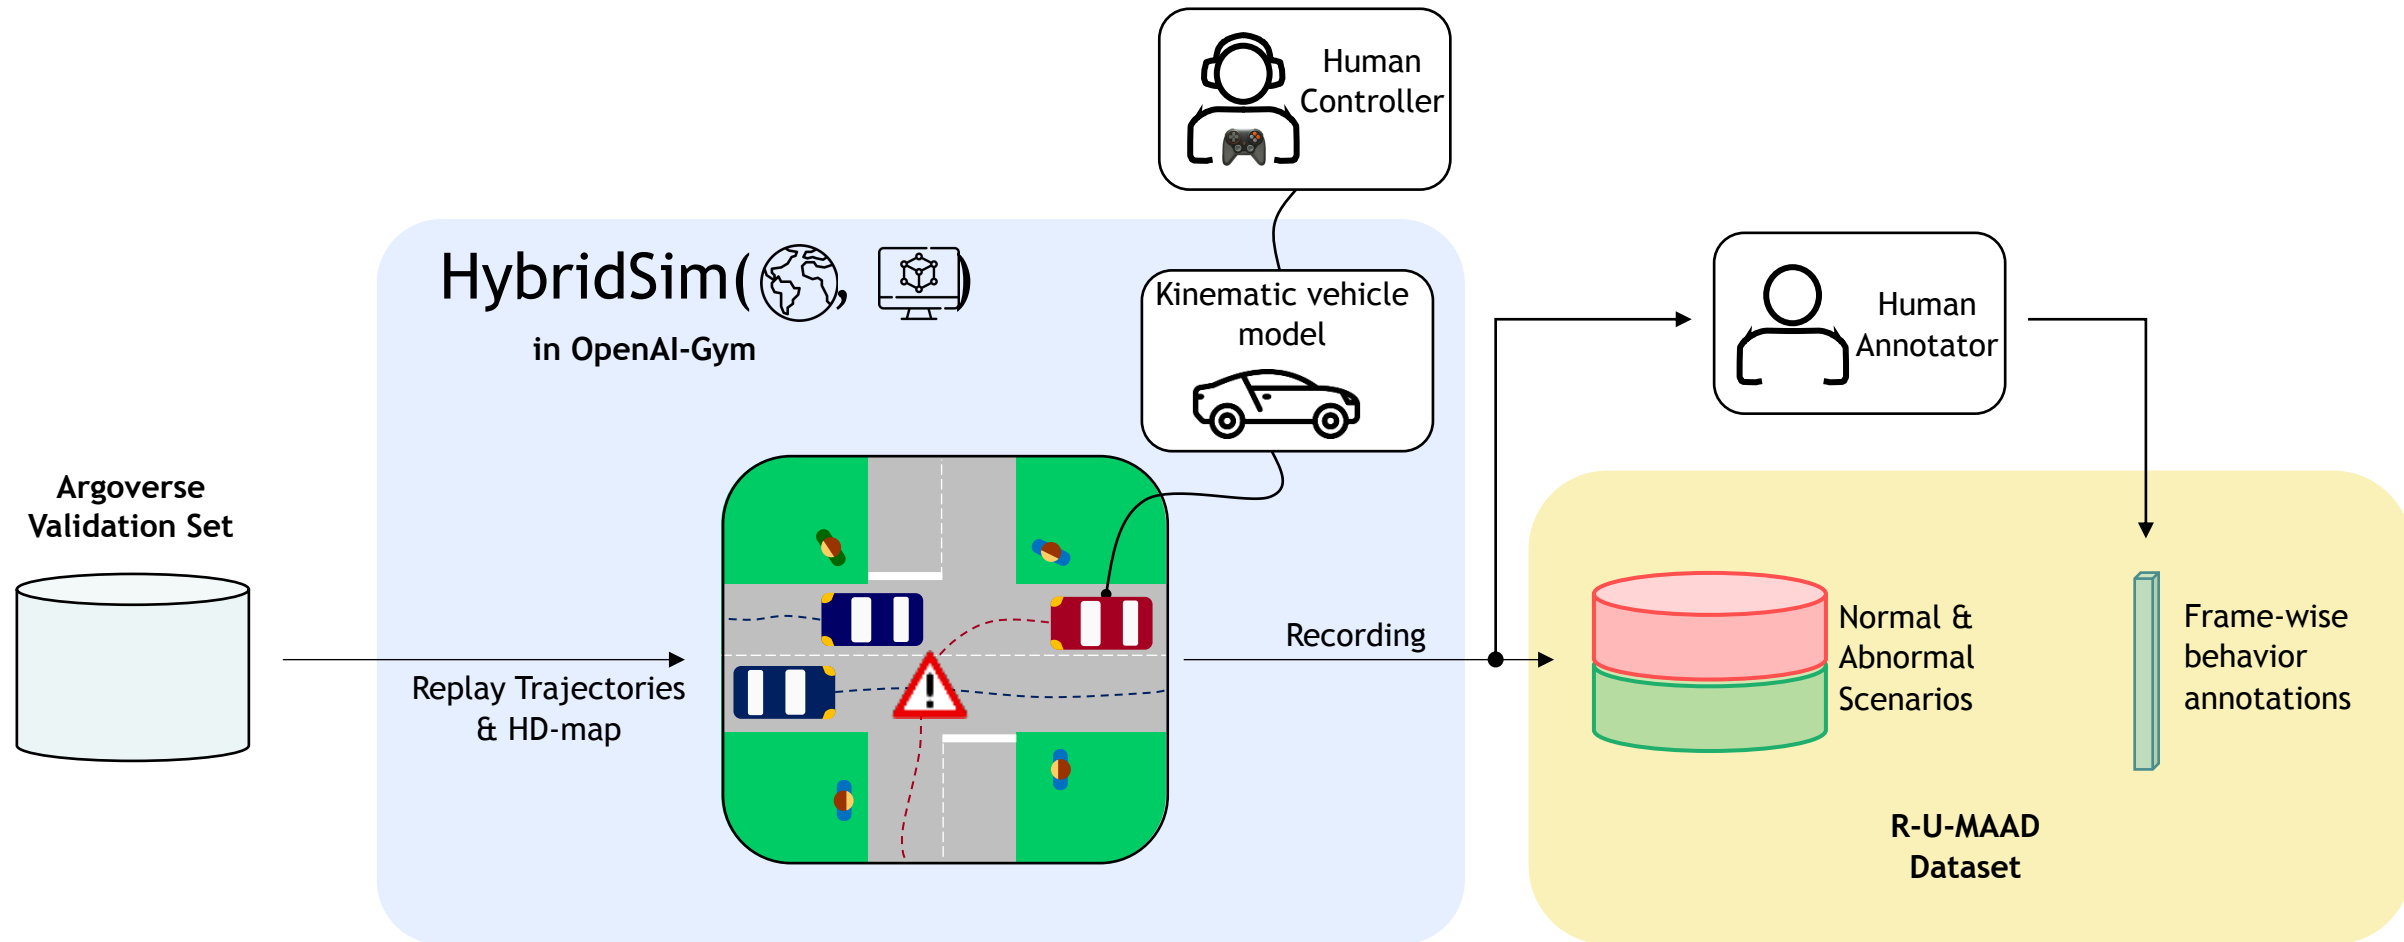 Human
Controller
HybridSim( , )
in OpenAI-Gym
Kinematic vehicle
model
Human
Annotator
Argoverse
Validation Set
Replay Trajectories
& HD-map
Recording
Normal &
Abnormal
Scenarios
Frame-wise
behavior
annotations
R-U-MAAD
Dataset